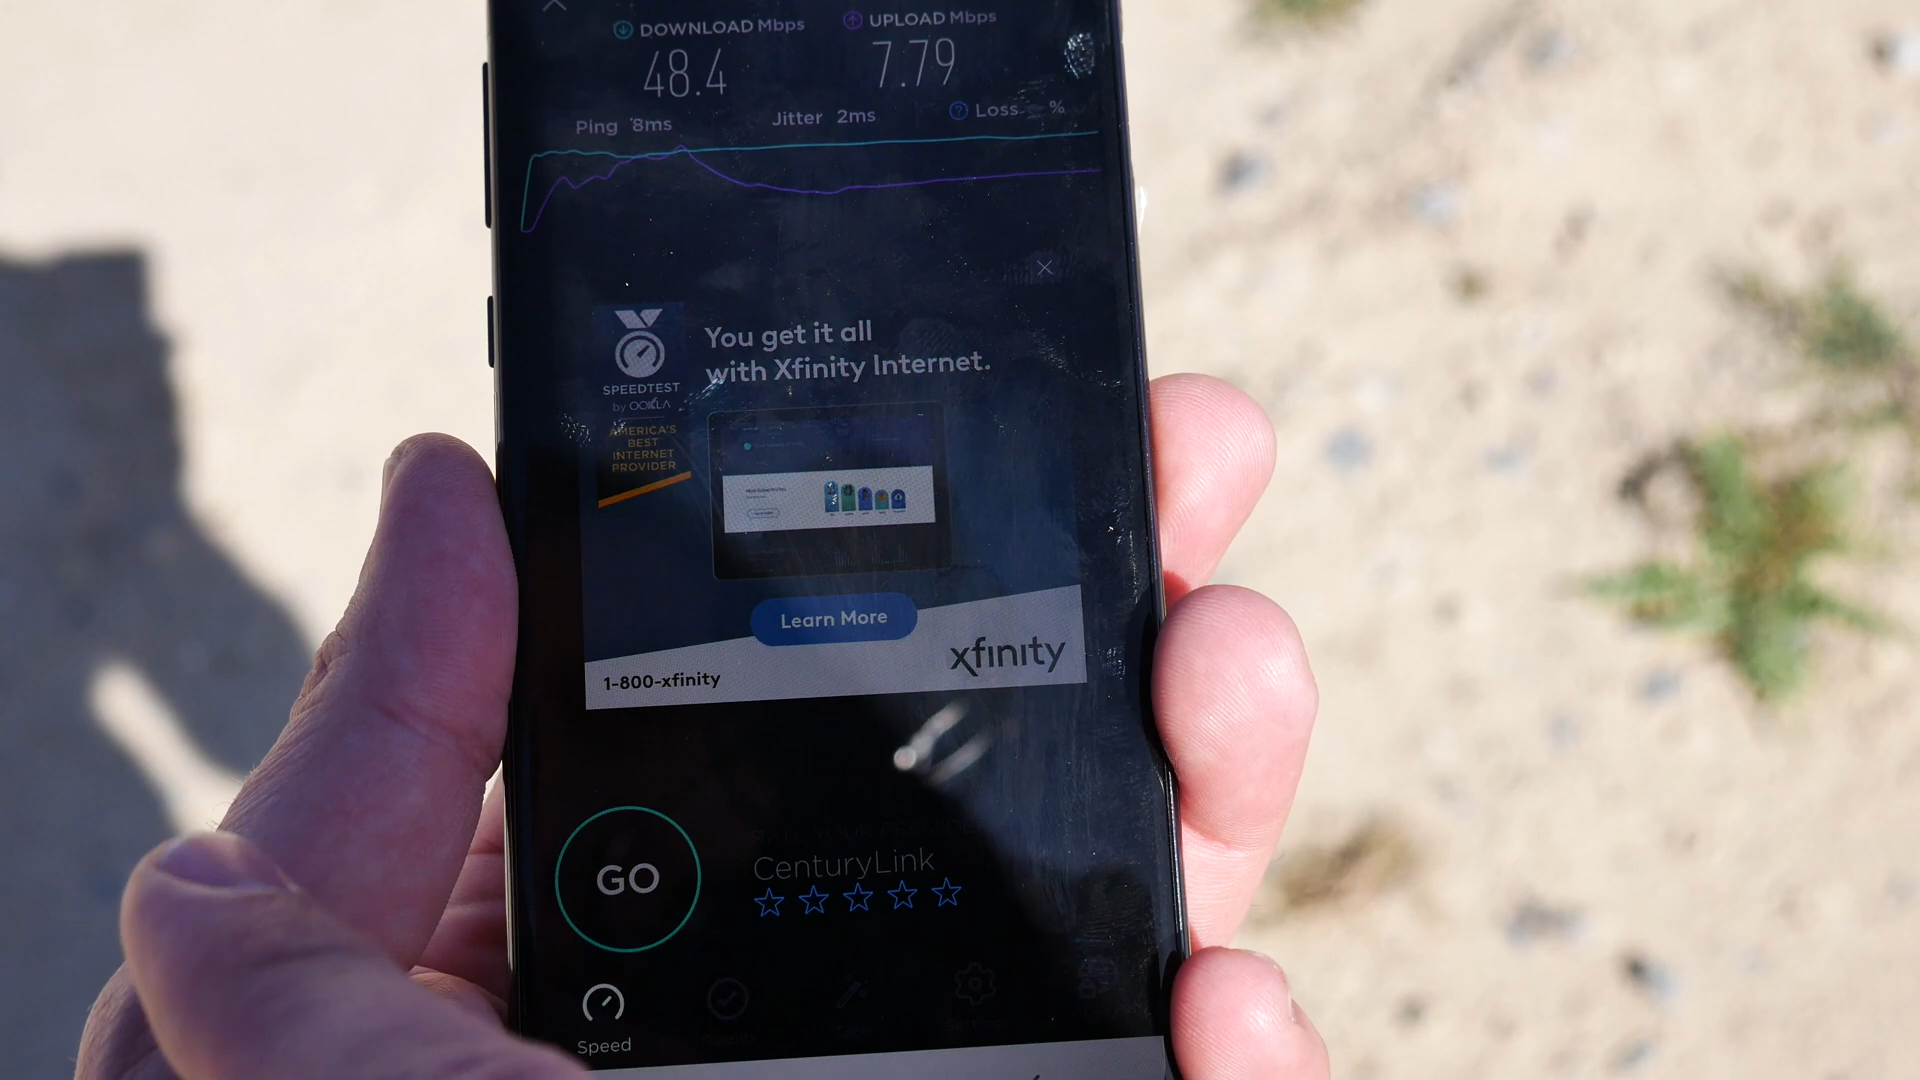 DOWNLOAD Mbps
UPLOAD Mbps
48.4
7.79
Ping 8ms
Jitter 2ms
Loss %
You get it all
with Xfinity Internet.
SPEEDTEST
by OOKLA
AMERICA'S
BEST
INTERNET
PROVIDER
Learn More
1-800-xfinity
xfinity
GO
CenturyLink
Speed